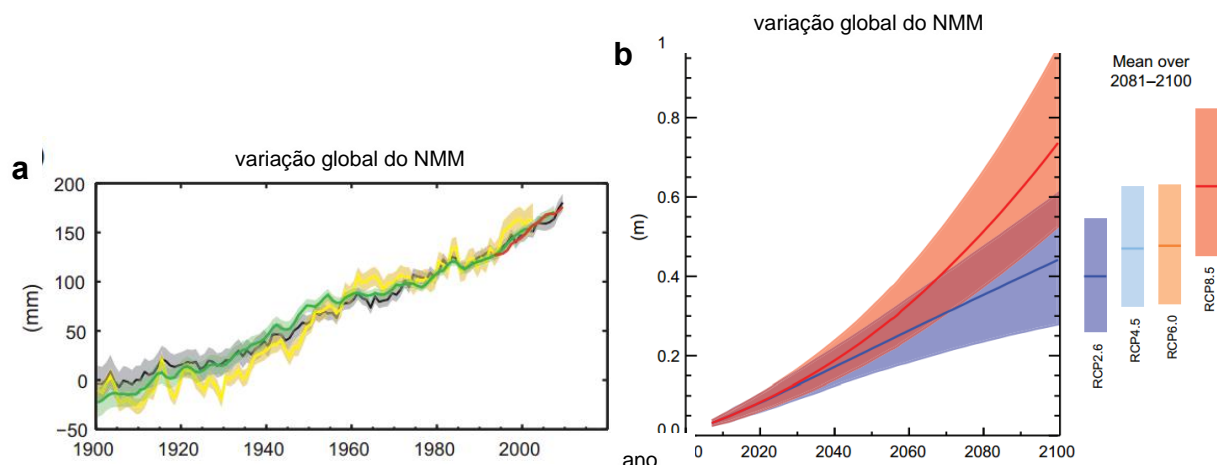 a
variação global do NMM
200
150
100
50
0
−50
(mm)
1900
1920
1940
1960
1980
2000
b
variação global do NMM
1
0.8
0.6
0.4
0.2
0.0
(m)
0
2020
2040
2060
2080
2100
ano
Mean over
2081–2100
RCP2.6
RCP4.5
RCP6.0
RCP8.5